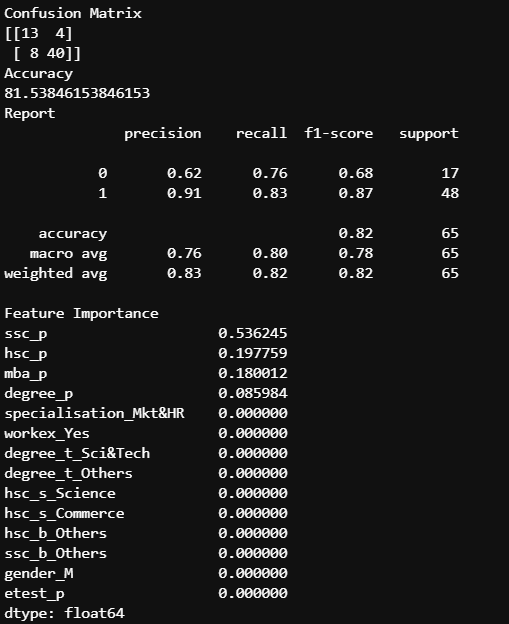 Confusion Matrix
[[13  4]
 [ 8 40]]
Accuracy
81.53846153846153
Report
              precision    recall  f1-score   support

           0       0.62      0.76      0.68        17
           1       0.91      0.83      0.87        48

    accuracy                           0.82        65
   macro avg       0.76      0.80      0.78        65
weighted avg       0.83      0.82      0.82        65

Feature Importance
ssc_p                    0.536245
hsc_p                    0.197759
mba_p                    0.180012
degree_p                 0.085984
specialisation_Mkt&HR    0.000000
workex_Yes               0.000000
degree_t_Sci&Tech        0.000000
degree_t_Others          0.000000
hsc_s_Science            0.000000
hsc_s_Commerce           0.000000
hsc_b_Others             0.000000
ssc_b_Others             0.000000
gender_M                 0.000000
etest_p                  0.000000
dtype: float64